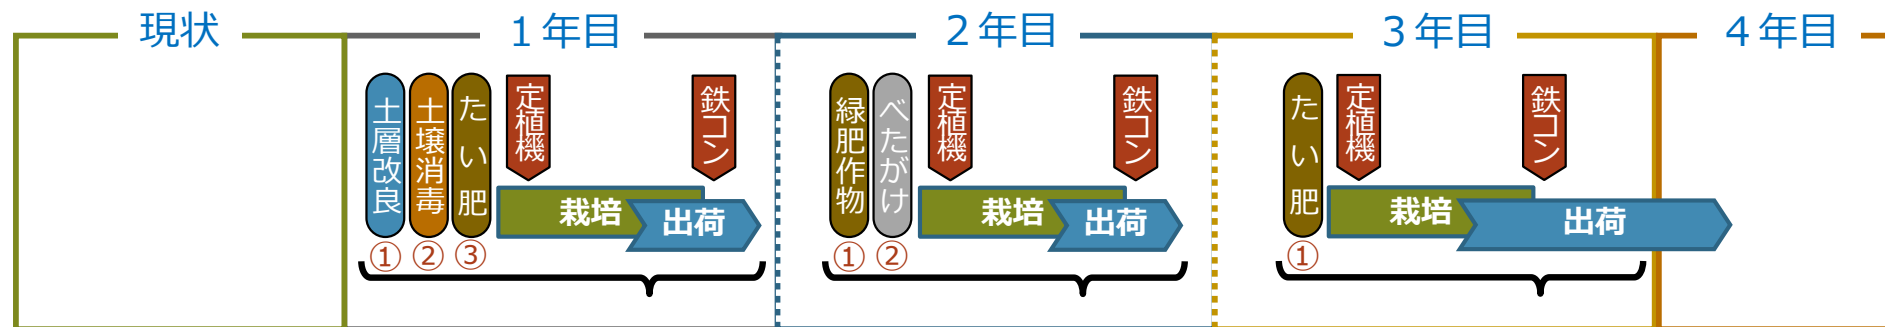 現状
１年目
２年目
３年目
４年目
土層改良
土壌消毒
たい肥
定植機
鉄コン
栽培
出荷
①
②
③
緑肥作物
べたがけ
定植機
鉄コン
栽培
出荷
①
②
たい肥
定植機
鉄コン
栽培
出荷
①